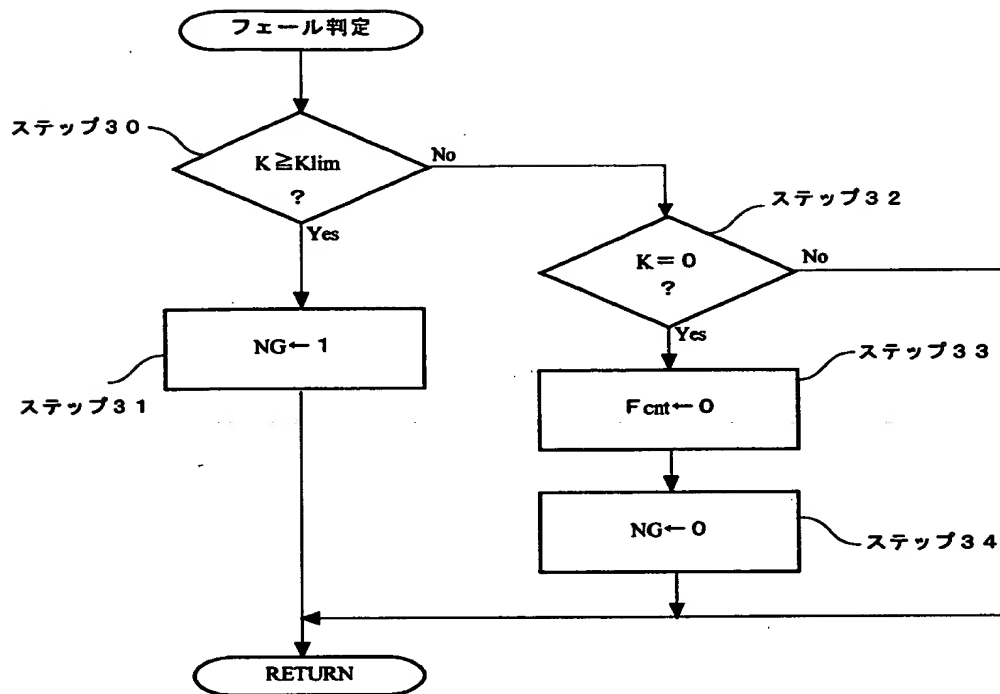 フェール判定
ステップ30
K≧Klim
?
No
Yes
ステップ32
K=0
?
No
Yes
NG←1
ステップ31
ステップ33
Fcnt←0
NG←0
ステップ34
RETURN